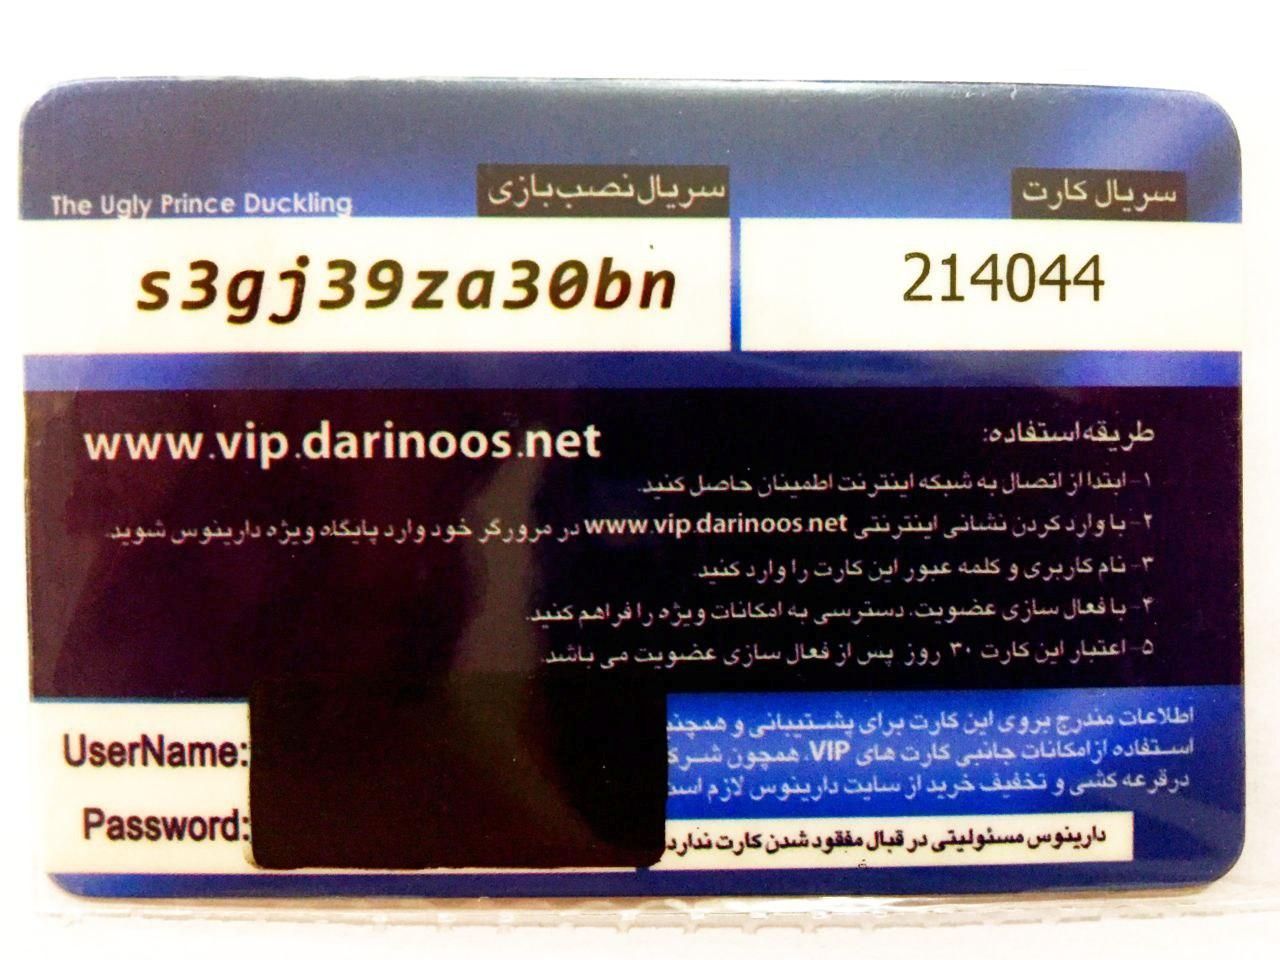 The Ugly Prince Duckling
سریال نصب بازی
سریال کارت
s3gj39za30bn
214044
www.vip.darinoos.net
طریقه استفاده:
۱- ابتدا از اتصال به شبکه اینترنت اطمینان حاصل کنید.
۲- با وارد کردن نشانی اینترنتی www.vip.darinoos.net در مرورگر خود وارد پایگاه ویژه دارینوس شوید.
۳- نام کاربری و کلمه عبور این کارت را وارد کنید.
۴- با فعال سازی عضویت، دسترسی به امکانات ویژه را فراهم کنید.
۵- اعتبار این کارت ۳۰ روز پس از فعال سازی عضویت می باشد.
اطلاعات مندرج بروی این کارت برای پشتیبانی و
استفاده از امکانات جانبی کارت های VIP، همچون
در قرعه کشی و تخفیف خرید از سایت دارینوس لازم
دارینوس مسئولیتی در قبال مفقود شدن کارت ندارد.
UserName:
Password: